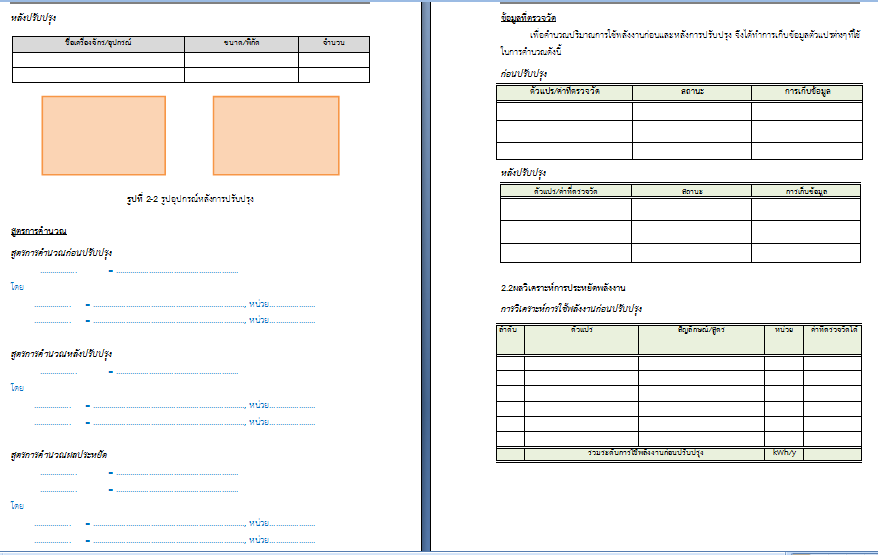 หลังปรับปรุง
ชื่อเครื่องจักร/อุปกรณ์ ขนาด/พิกัด จำนวน
รูปที่ 2-2 รูปอุปกรณ์หลังการปรับปรุง
สูตรการคำนวณ
สูตรการคำนวณก่อนปรับปรุง
.................. = ............................................................
โดย
.................. = ..........................................................................., หน่วย......................
.................. = ..........................................................................., หน่วย......................
สูตรการคำนวณหลังปรับปรุง
.................. = ............................................................
โดย
.................. = ..........................................................................., หน่วย......................
.................. = ..........................................................................., หน่วย......................
สูตรการคำนวณผลประหยัด
.................. = ............................................................
.................. = ............................................................
โดย
.................. = ..........................................................................., หน่วย......................
.................. = ..........................................................................., หน่วย......................
ข้อมูลที่ตรวจวัด
เพื่อคำนวณปริมาณการใช้พลังงานก่อนและหลังการปรับปรุง จึงได้ทำการเก็บข้อมูลตัวแปรต่างๆที่ใช้
ในการคำนวณดังนี้
ก่อนปรับปรุง
ตัวแปร/ค่าที่ตรวจวัด สถานะ การเก็บข้อมูล
หลังปรับปรุง
ตัวแปร/ค่าที่ตรวจวัด สถานะ การเก็บข้อมูล
2.2ผลวิเคราะห์การประหยัดพลังงาน
การวิเคราะห์การใช้พลังงานก่อนปรับปรุง
ลำดับ ตัวแปร สัญลักษณ์/สูตร หน่วย ค่าที่ตรวจวัดได้
รวมระดับการใช้พลังงานก่อนปรับปรุง kWh/y